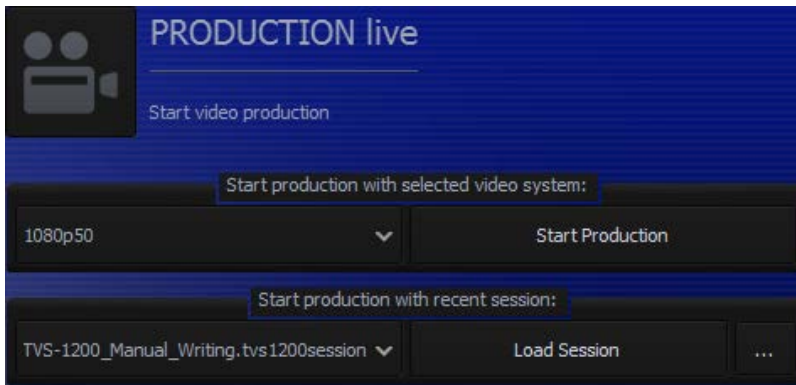 PRODUCTION live
Start video production
Start production with selected video system:
1080p50
Start Production
Start production with recent session:
TVS-1200_Manual_Writing.tvs1200session
Load Session
...